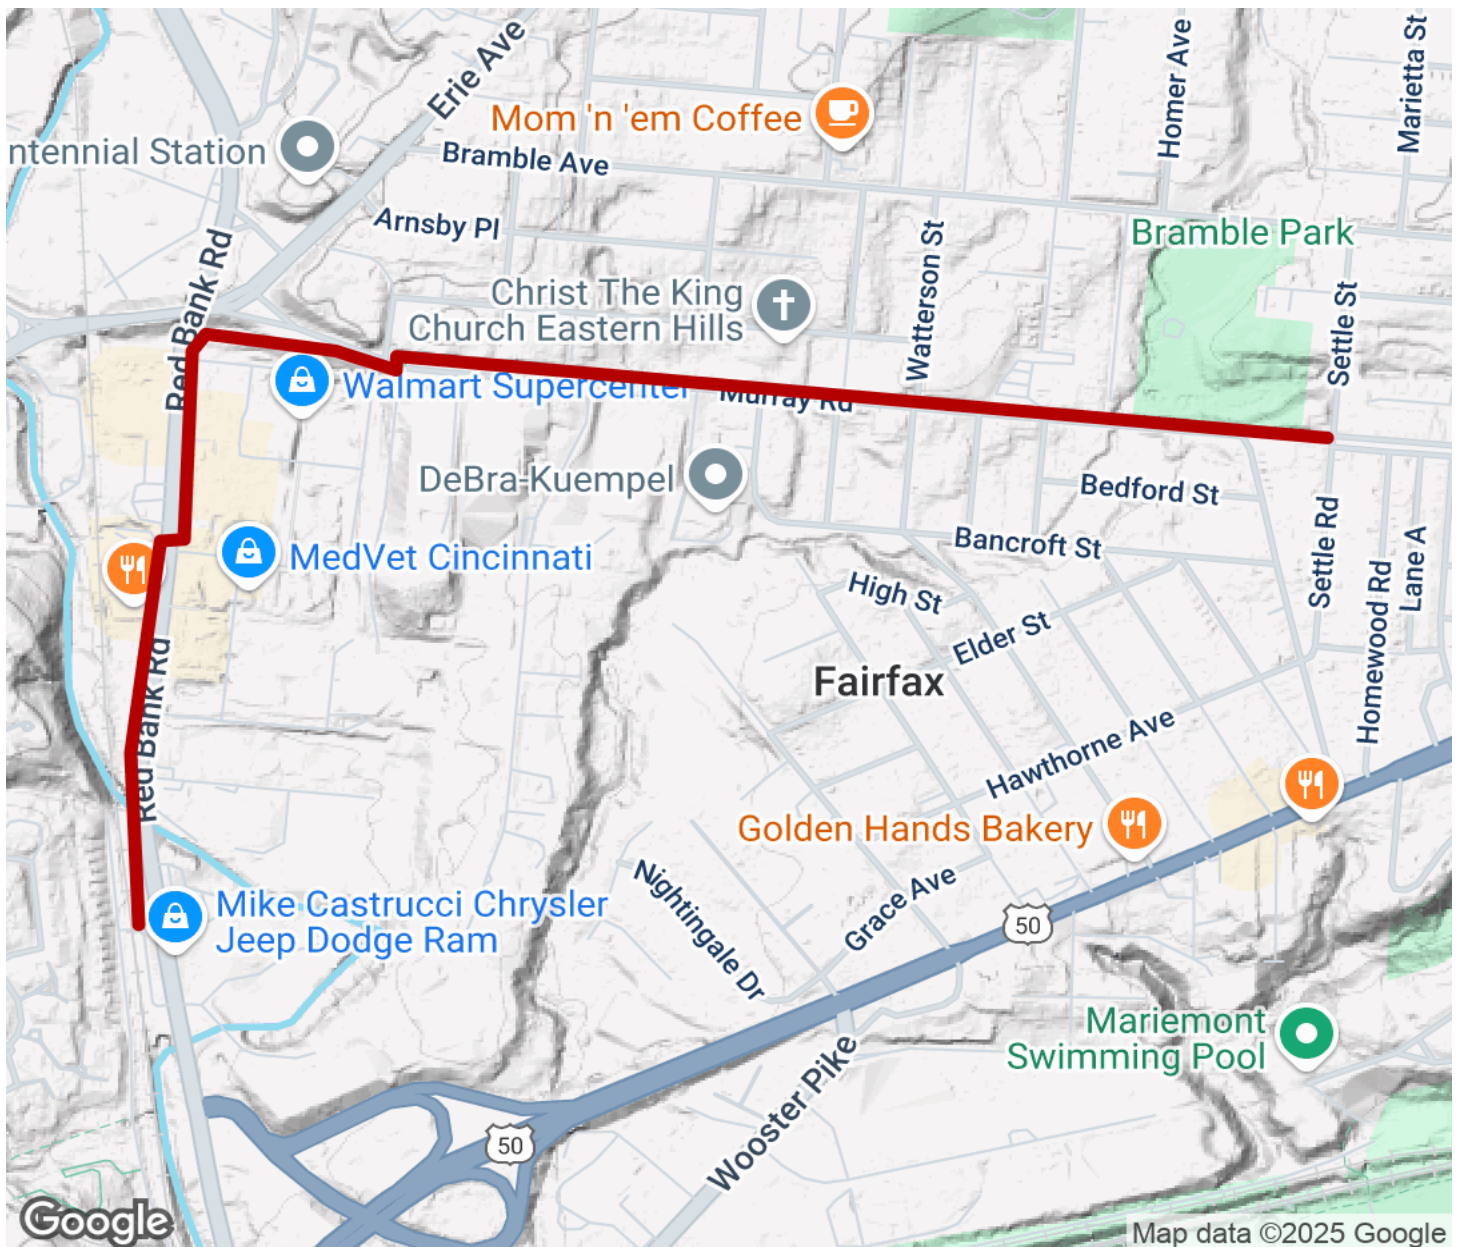 Erie Ave
Homer Ave
Marietta St
Mom 'n 'em Coffee
ntennial Station
Bramble Ave
Arnsby Pl
Bramble Park
Red Bank Rd
Watterson St
Christ The King
Church Eastern Hills
Settle St
Walmart Supercenter
Murray Rd
DeBra-Kuempel
Bedford St
Bancroft St
MedVet Cincinnati
Settle Rd
Homewood Rd
Lane A
High St
Elder St
Fairfax
Red Bank Rd
Hawthorne Ave
Golden Hands Bakery
Nightingale Dr
Grace Ave
Mike Castrucci Chrysler
Jeep Dodge Ram
50
Mariemont
Swimming Pool
Wooster Pike
50
Google
Map data ©2025 Google